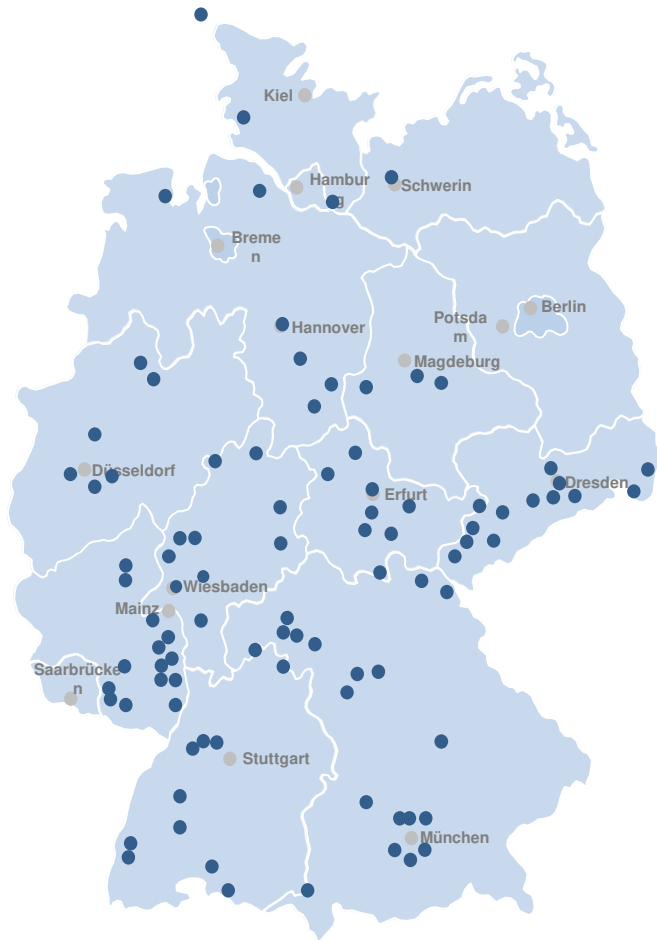 Kiel
Hambur
g
Schwerin
Breme
n
Berlin
Potsda
m
Hannover
Magdeburg
Düsseldorf
Dresden
Erfurt
Wiesbaden
Mainz
Saarbrücke
n
Stuttgart
München